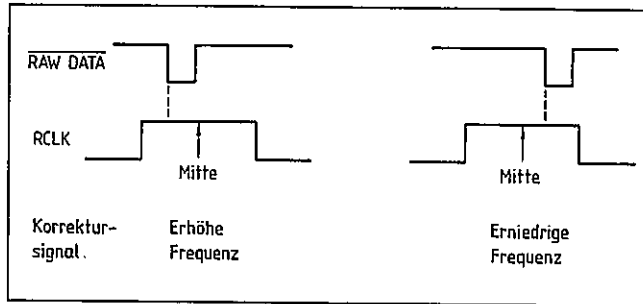 RAW DATA
RCLK
Mitte
Mitte
Korrektur-
signal.
Erhöhe
Frequenz
Erniedrige
Frequenz